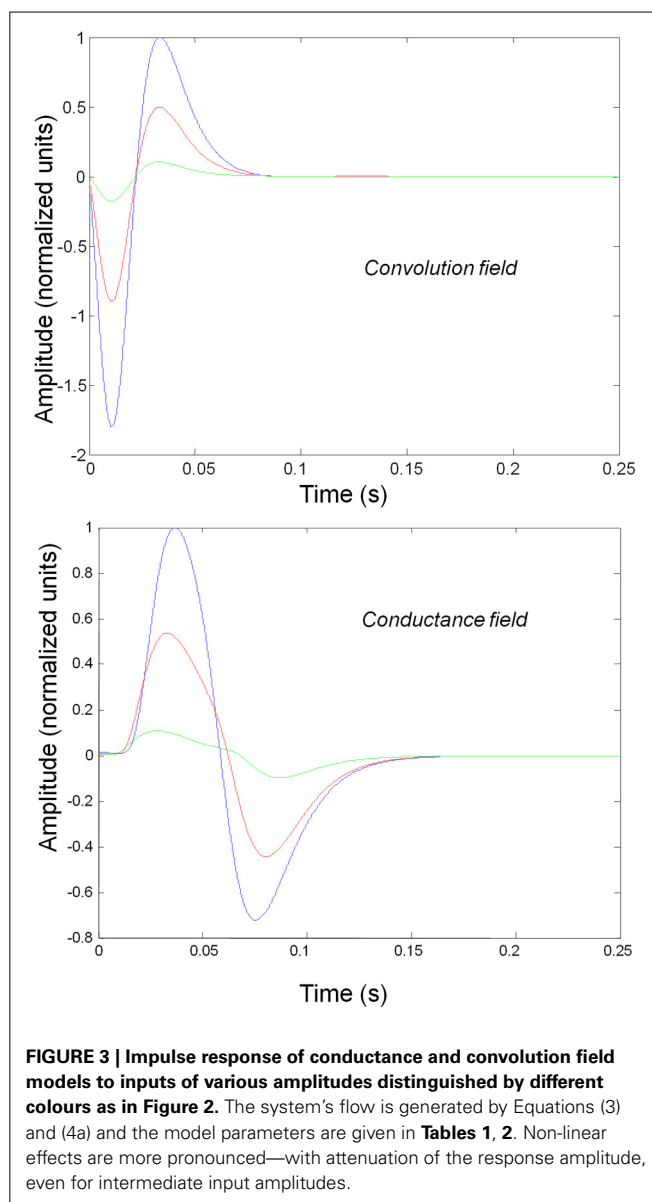 1
0.5
0
-0.5
-1
-1.5
-2
Amplitude (normalized units)
Convolution field
0 0.05 0.1 0.15 0.2 0.25
Time (s)
1
0.8
0.6
0.4
0.2
0
-0.2
-0.4
-0.6
-0.8
Amplitude (normalized units)
Conductance field
0 0.05 0.1 0.15 0.2 0.25
Time (s)
FIGURE 3 | Impulse response of conductance and convolution field
models to inputs of various amplitudes distinguished by different
colours as in Figure 2. The system's flow is generated by Equations (3)
and (4a) and the model parameters are given in Tables 1, 2. Non-linear
effects are more pronounced—with attenuation of the response amplitude,
even for intermediate input amplitudes.